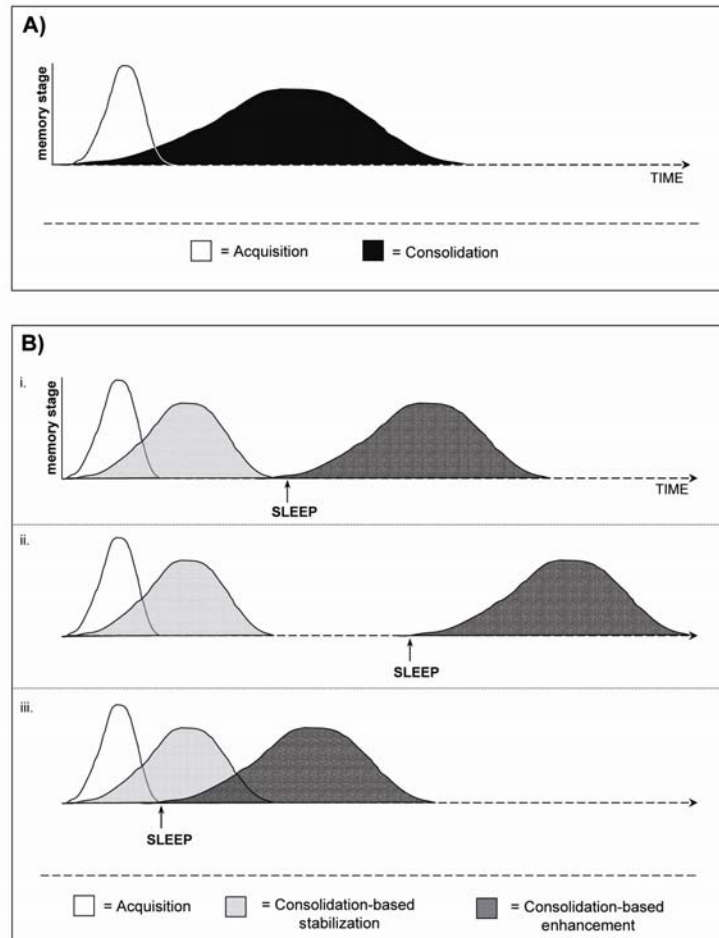 A)
memory stage
TIME
= Acquisition = Consolidation
B)
i.
memory stage
TIME
SLEEP
ii.
SLEEP
iii.
SLEEP
= Acquisition = Consolidation-based stabilization = Consolidation-based enhancement